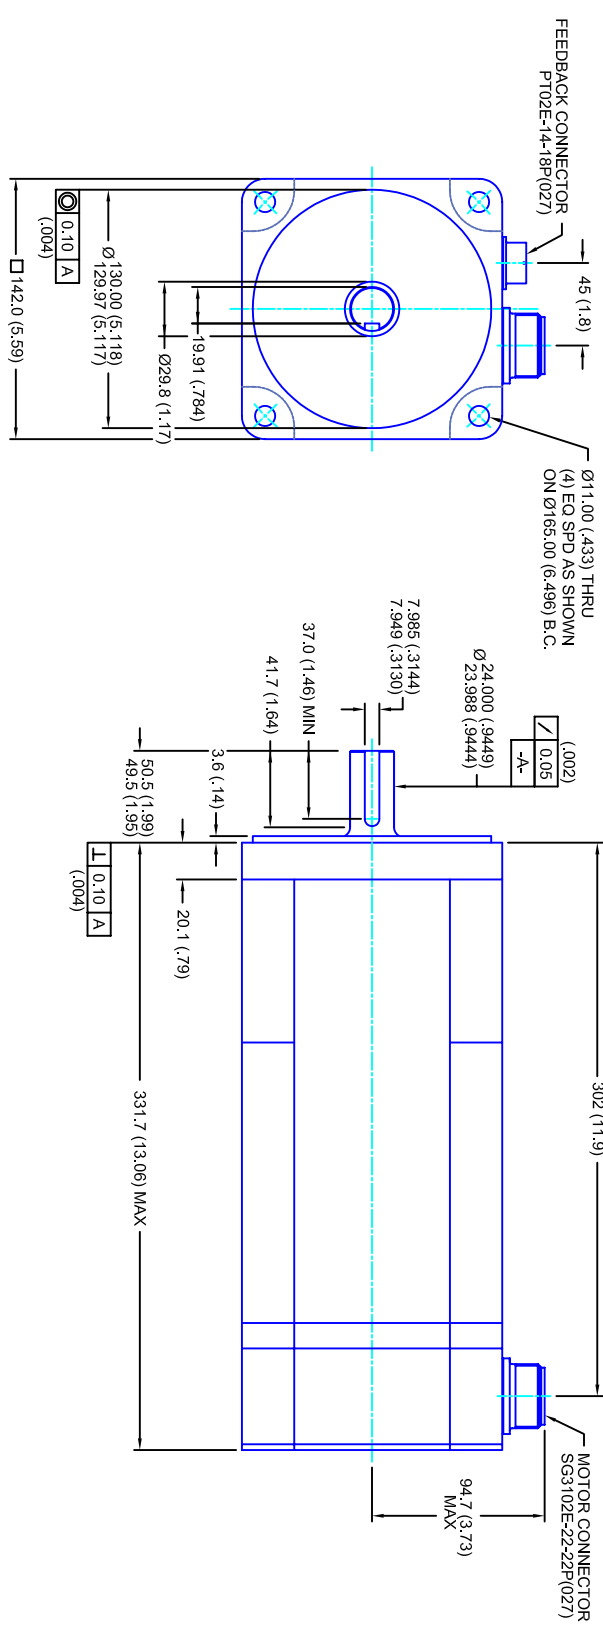 FEEDBACK CONNECTOR
PT02E-14-18P(027)
45 (1.8)
Ø11.00 (.433) THRU
(4) EQ SPD AS SHOWN
ON Ø165.00 (6.496) B.C.
19.91 (.784)
Ø29.8 (1.17)
Ø 130.00 (5.118)
129.97 (5.117)
0.10 A
(.004)
□142.0 (5.59)
(.002)
0.05
-A-
Ø 24.000 (.9449)
23.988 (.9444)
7.985 (.3144)
7.949 (.3130)
37.0 (1.46) MIN
41.7 (1.64)
3.6 (.14)
50.5 (1.99)
49.5 (1.95)
⊥ 0.10 A
(.004)
20.1 (.79)
302 (11.9)
331.7 (13.06) MAX
94.7 (3.73)
MAX
MOTOR CONNECTOR
SG3102E-22-22P(027)